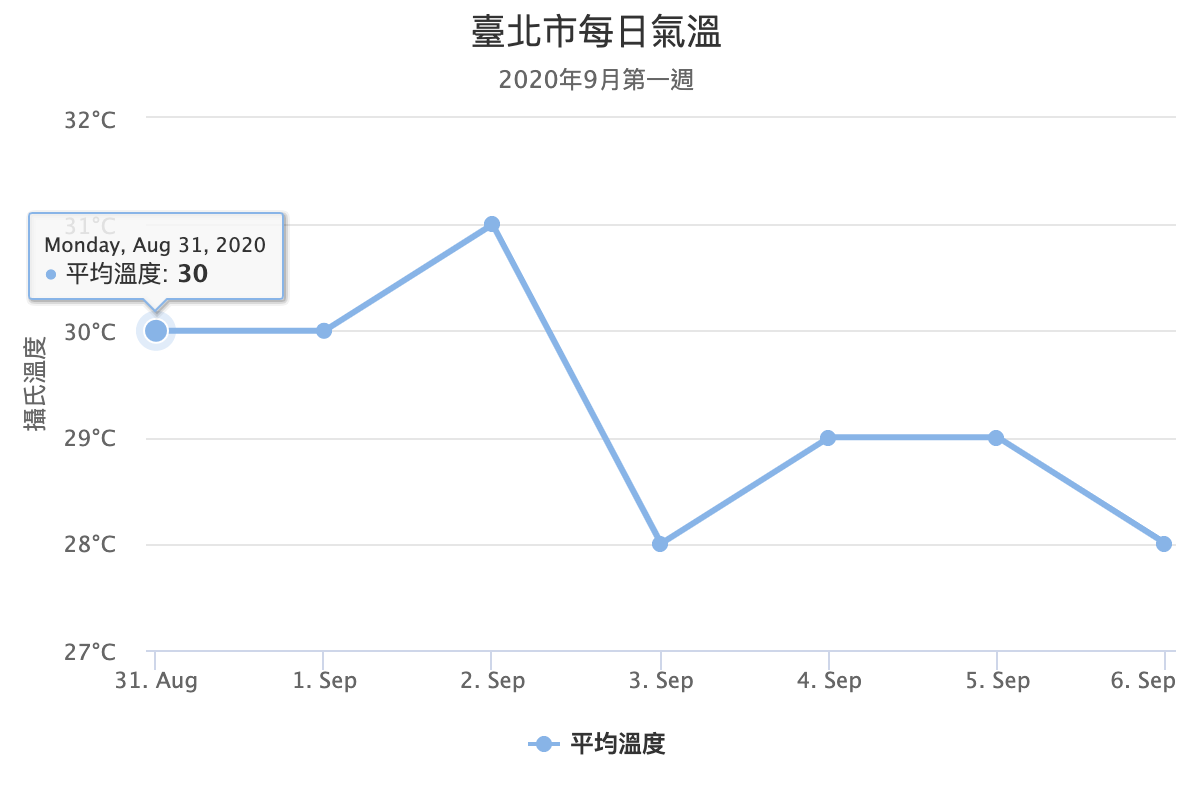 臺北市每日氣溫
2020年9月第一週
32°C
31°C
Monday, Aug 31, 2020
平均溫度: 30
30°C
29°C
28°C
27°C
攝氏溫度
31. Aug
1. Sep
2. Sep
3. Sep
4. Sep
5. Sep
6. Sep
平均溫度